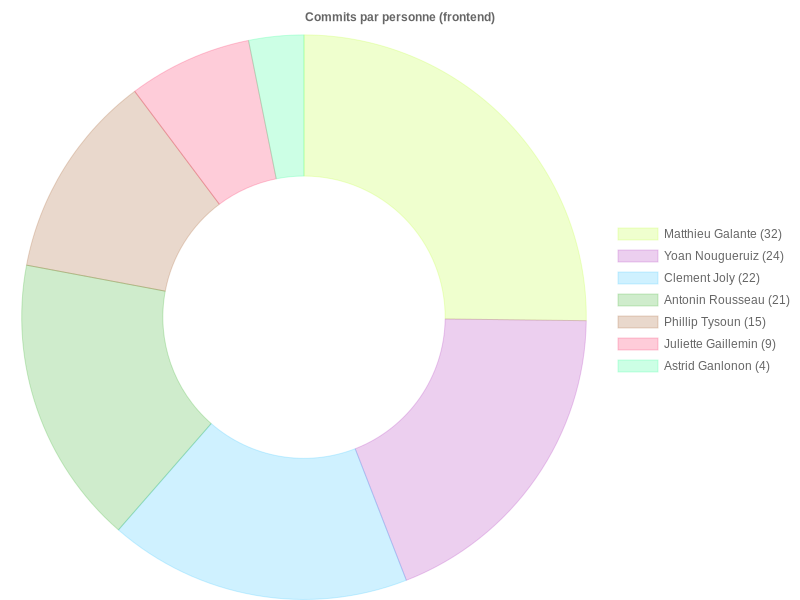 Commits par personne (frontend)
Matthieu Galante (32)
Yoan Nougueruiz (24)
Clement Joly (22)
Antonin Rousseau (21)
Phillip Tysoun (15)
Juliette Gaillemin (9)
Astrid Ganlonon (4)